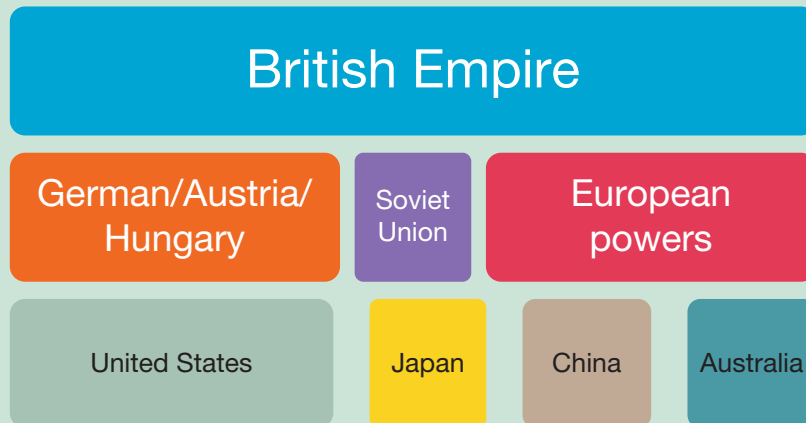 British Empire
German/Austria/
Hungary
Soviet
Union
European
powers
United States
Japan
China
Australia